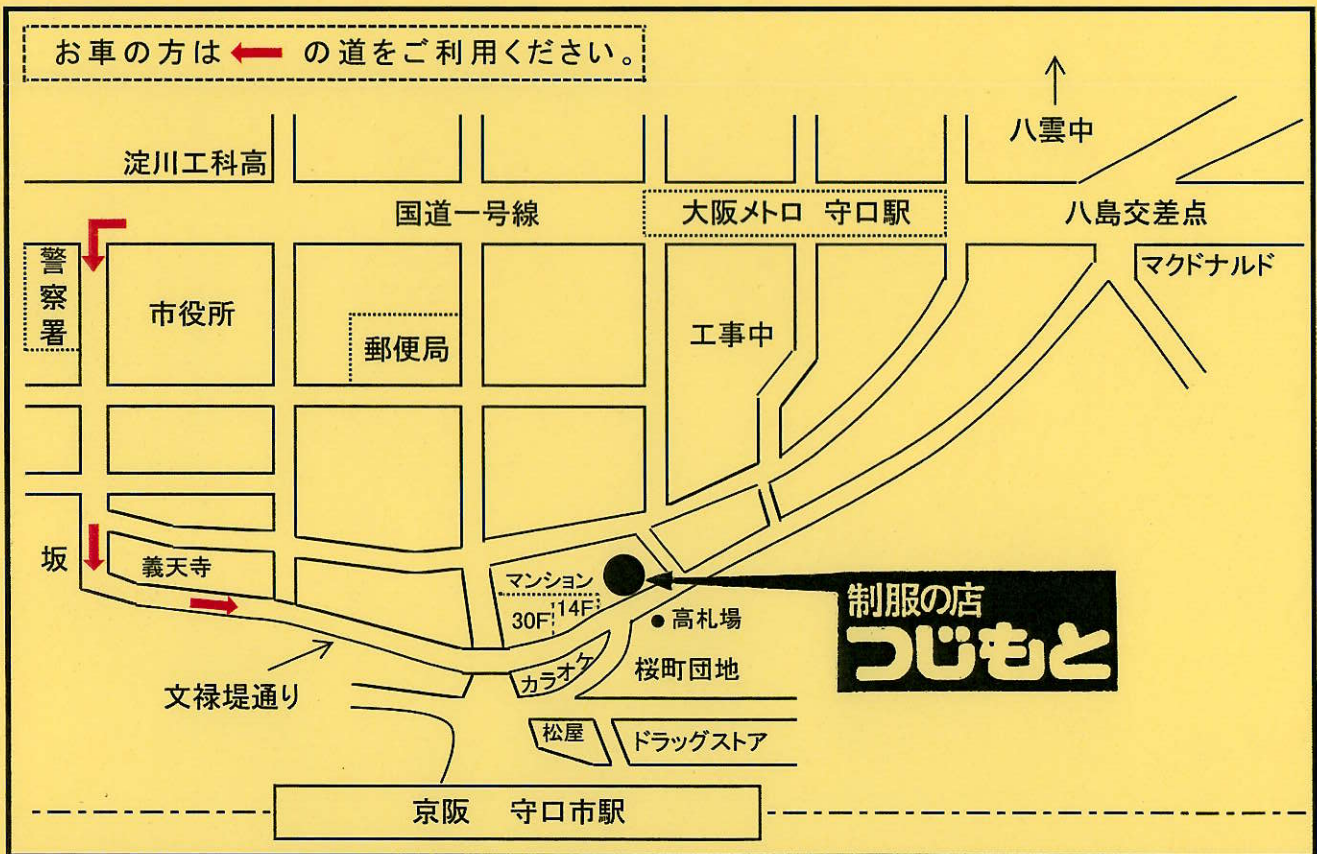 お車の方は← の道をご利用ください。
八雲中
淀川工科高
国道一号線
大阪メトロ 守口駅
八島交差点
警察署
市役所
郵便局
工事中
マクドナルド
坂
義天寺
マンション
30F
14F
制服の店
つじもと
高札場
カラオケ
桜町団地
文禄堤通り
松屋
ドラッグストア
京阪 守口市駅